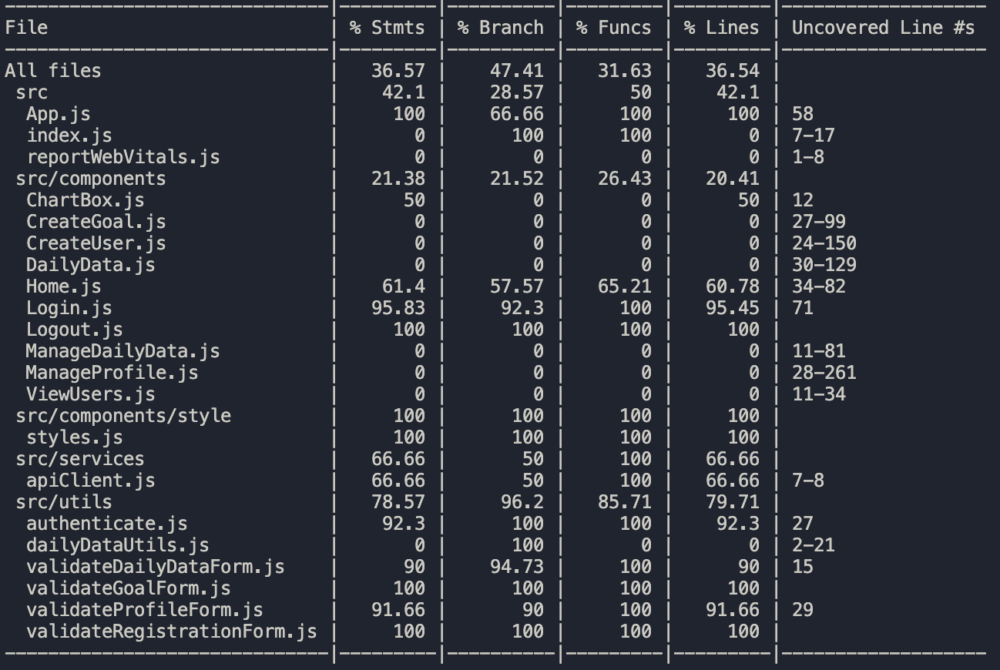 File | % Stmts | % Branch | % Funcs | % Lines | Uncovered Line #s
All files | 36.57 | 47.41 | 31.63 | 36.54 |
src | 42.1 | 28.57 | 50 | 42.1 |
App.js | 100 | 66.66 | 100 | 100 | 58
index.js | 0 | 100 | 100 | 0 | 7-17
reportWebVitals.js | 0 | 0 | 0 | 0 | 1-8
src/components | 21.38 | 21.52 | 26.43 | 20.41 |
ChartBox.js | 50 | 0 | 0 | 50 | 12
CreateGoal.js | 0 | 0 | 0 | 0 | 27-99
CreateUser.js | 0 | 0 | 0 | 0 | 24-150
DailyData.js | 0 | 0 | 0 | 0 | 30-129
Home.js | 61.4 | 57.57 | 65.21 | 60.78 | 34-82
Login.js | 95.83 | 92.3 | 100 | 95.45 | 71
Logout.js | 100 | 100 | 100 | 100 |
ManageDailyData.js | 0 | 0 | 0 | 0 | 11-81
ManageProfile.js | 0 | 0 | 0 | 0 | 28-261
ViewUsers.js | 0 | 0 | 0 | 0 | 11-34
src/components/style | 100 | 100 | 100 | 100 |
styles.js | 100 | 100 | 100 | 100 |
src/services | 66.66 | 50 | 100 | 66.66 |
apiClient.js | 66.66 | 50 | 100 | 66.66 | 7-8
src/utils | 78.57 | 96.2 | 85.71 | 79.71 |
authenticate.js | 92.3 | 100 | 100 | 92.3 | 27
dailyDataUtils.js | 0 | 100 | 0 | 0 | 2-21
validateDailyDataForm.js | 90 | 94.73 | 100 | 90 | 15
validateGoalForm.js | 100 | 100 | 100 | 100 |
validateProfileForm.js | 91.66 | 90 | 100 | 91.66 | 29
validateRegistrationForm.js | 100 | 100 | 100 | 100 |